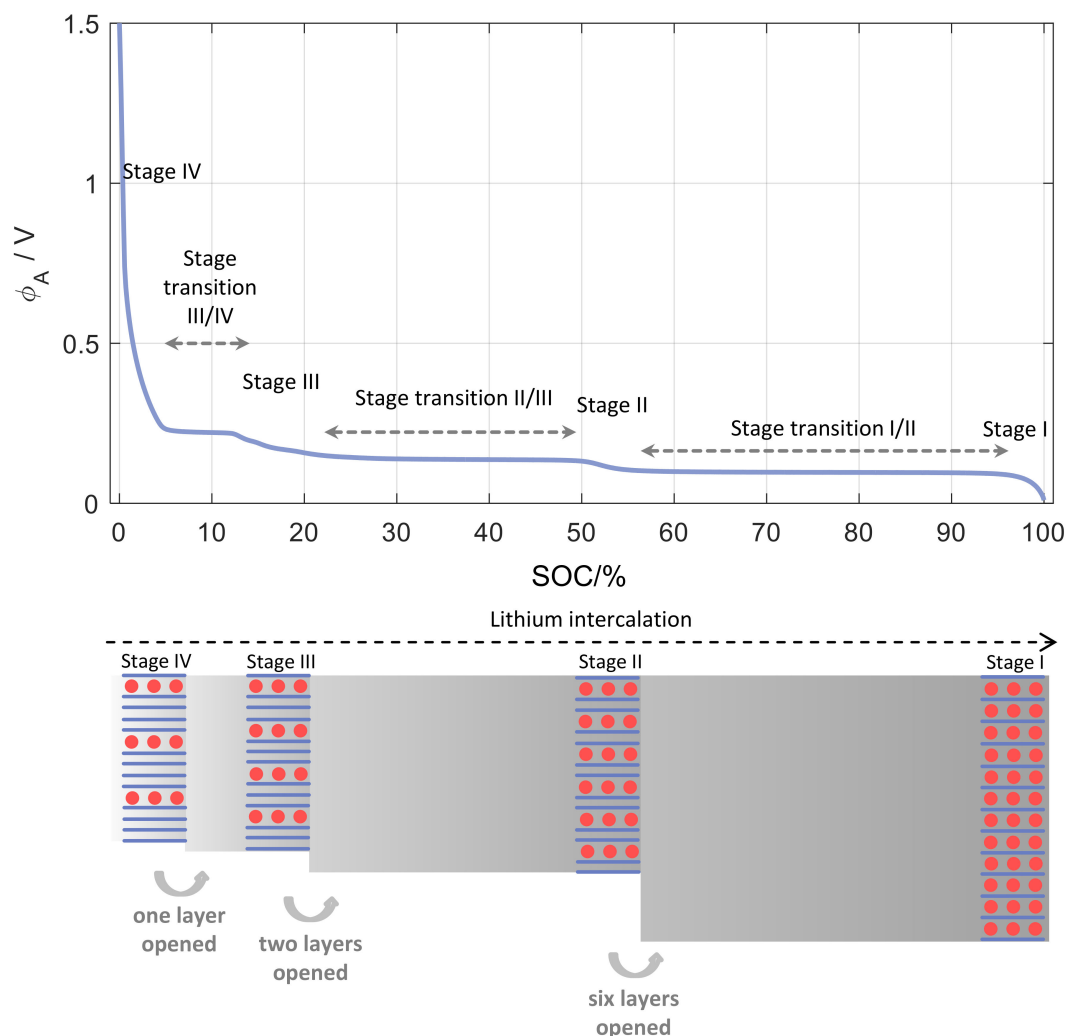 1.5
Stage IV
1
Stage
transition
III/IV
ϕA / V
0.5
Stage III
Stage transition II/III
Stage II
Stage transition I/II
Stage I
0
0 10 20 30 40 50 60 70 80 90 100
SOC/%
Lithium intercalation
Stage IV Stage III Stage II Stage I
one layer
opened
two layers
opened
six layers
opened